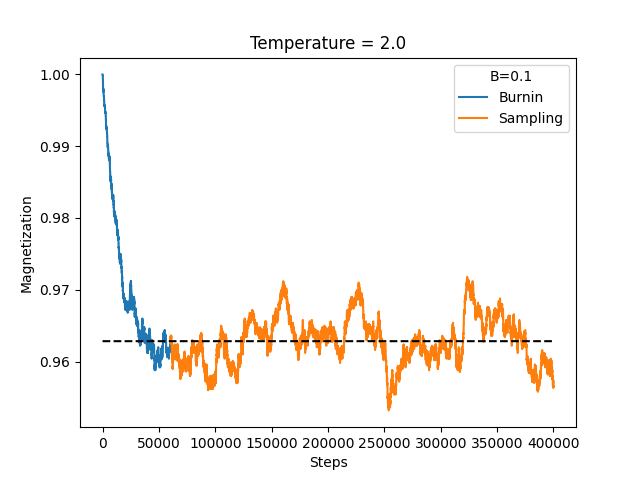 Temperature = 2.0
B=0.1
Burnin
Sampling
Magnetization
1.00
0.99
0.98
0.97
0.96
0 50000 100000 150000 200000 250000 300000 350000 400000
Steps